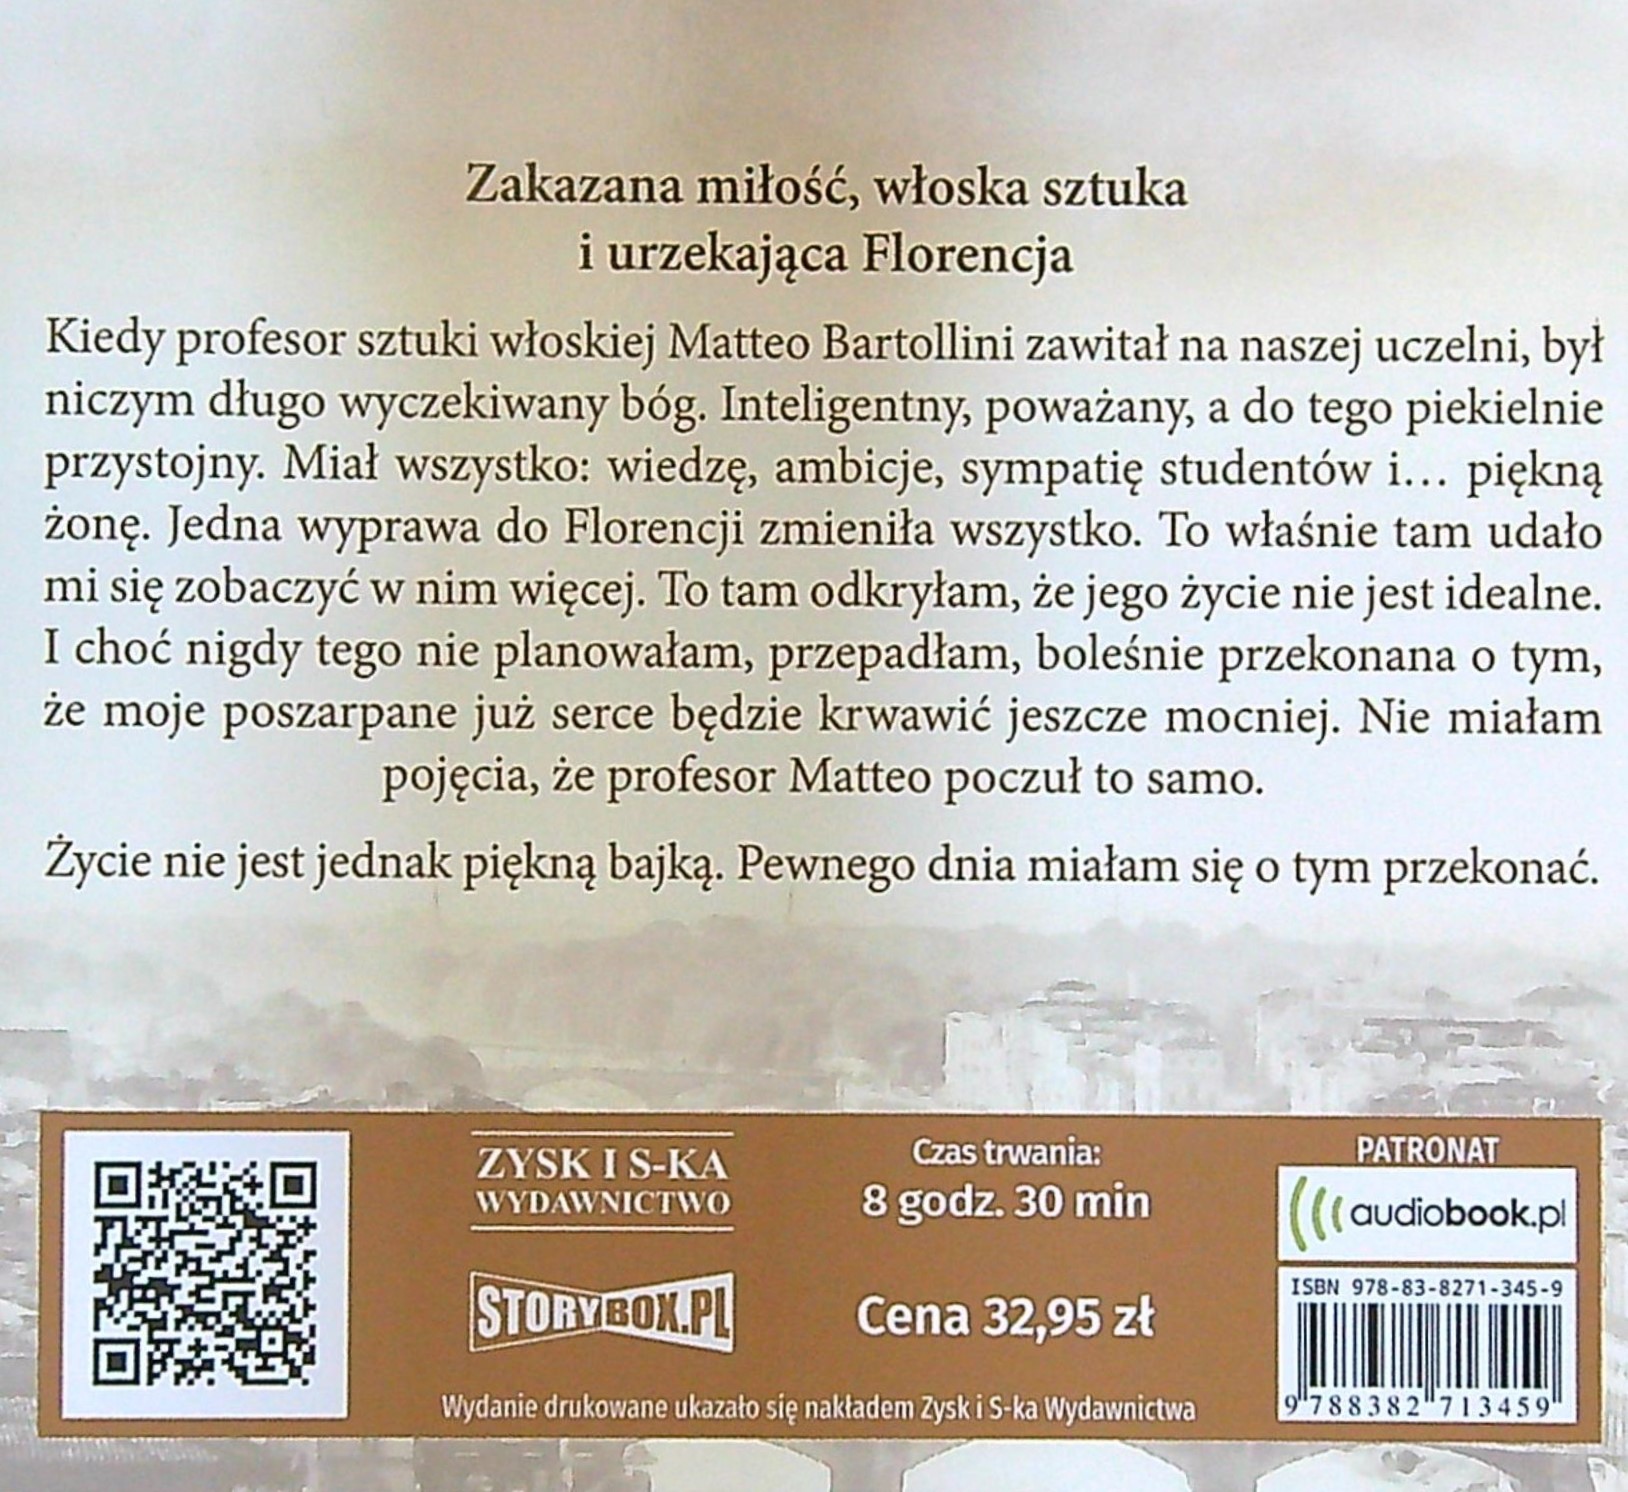 Zakazana miłość, włoska sztuka
i urzekająca Florencja
Kiedy profesor sztuki włoskiej Matteo Bartollini zawitał na naszej uczelni, był
niczym długo wyczekiwany bóg. Inteligentny, poważany, a do tego piekielnie
przystojny. Miał wszystko: wiedzę, ambicje, sympatię studentów i... piękną
żonę. Jedna wyprawa do Florencji zmieniła wszystko. To właśnie tam udało
mi się zobaczyć w nim więcej. To tam odkryłam, że jego życie nie jest idealne.
I choć nigdy tego nie planowałam, przepadłam, boleśnie przekonana o tym,
że moje poszarpane już serce będzie krwawić jeszcze mocniej. Nie miałam
pojęcia, że profesor Matteo poczuł to samo.
Życie nie jest jednak piękną bajką. Pewnego dnia miałam się o tym przekonać.
ZYSK I S-KA
WYDAWNICTWO
STORYBOX.PL
Czas trwania:
8 godz. 30 min
Cena 32,95 zł
Wydanie drukowane ukazało się nakładem Zysk i S-ka Wydawnictwa
PATRONAT
audiobook.pl
ISBN 978-83-8271-345-9
9 788382 713459